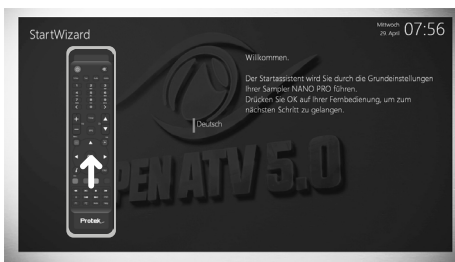 StartWizard
Mittwoch
29. April 07:56
Willkommen.
Der Startassistent wird Sie durch die Grundeinstellungen
Ihrer Sampler NANO PRO führen.
Drücken Sie OK auf Ihrer Fernbedienung, um zum
nächsten Schritt zu gelangen.
Deutsch
PEN ATV 5.0
Protek